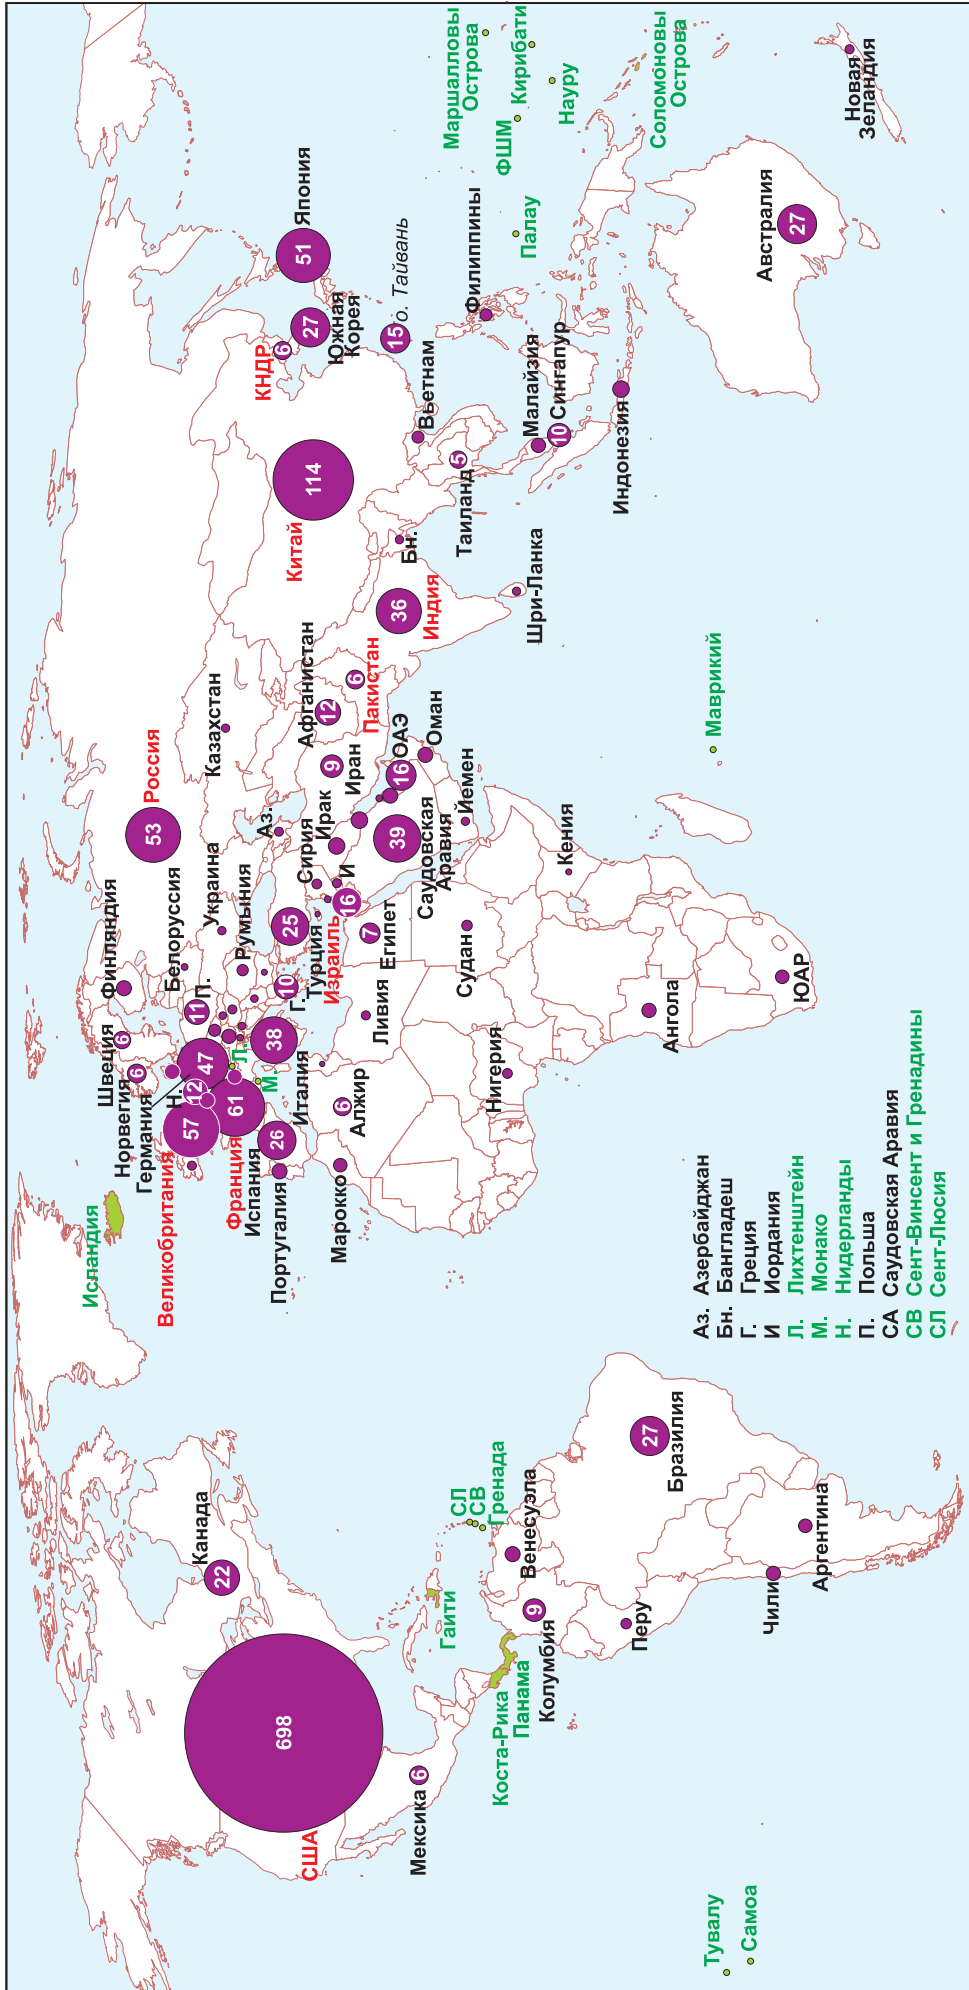 Исландия
Великобритания
Норвегия
Германия
Швеция
Финляндия
Белоруссия
Украина
Румыния
Россия
Казахстан
Аз.
Н.
П.
6
6
11
57
12
47
61
53
Франция
Испания
26
Португалия
Л.
М.
38
Италия
Г.
10
25
Турция
Сирия
Ирак
И
Израиль
16
Иран
9
Афганистан
12
Пакистан
6
Китай
114
КНДР
6
27
Южная
Корея
51
Япония
15
о. Тайвань
Индия
36
Бн.
Вьетнам
Таиланд
5
Филиппины
Малайзия
10
Сингапур
Индонезия
Шри-Ланка
Марокко
Алжир
6
Ливия
Египет
7
Саудовская
Аравия
39
ОАЭ
16
Оман
Йемен
Судан
Нигерия
Кения
Ангола
ЮАР
Маврикий
Маршалловы
Острова
ФШМ
Кирибати
Науру
Палау
Соломоновы
Острова
Австралия
27
Новая
Зеландия
Канада
22
США
698
Мексика
6
Гаити
СЛ
СВ
Гренада
Коста-Рика
Панама
Венесуэла
Колумбия
9
Перу
Бразилия
27
Чили
Аргентина
Тувалу
Самоа
Аз. Азербайджан
Бн. Бангладеш
Г. Греция
И Иордания
Л. Лихтенштейн
М. Монако
Н. Нидерланды
П. Польша
СА Саудовская Аравия
СВ Сент-Винсент и Гренадины
СЛ Сент-Люсия